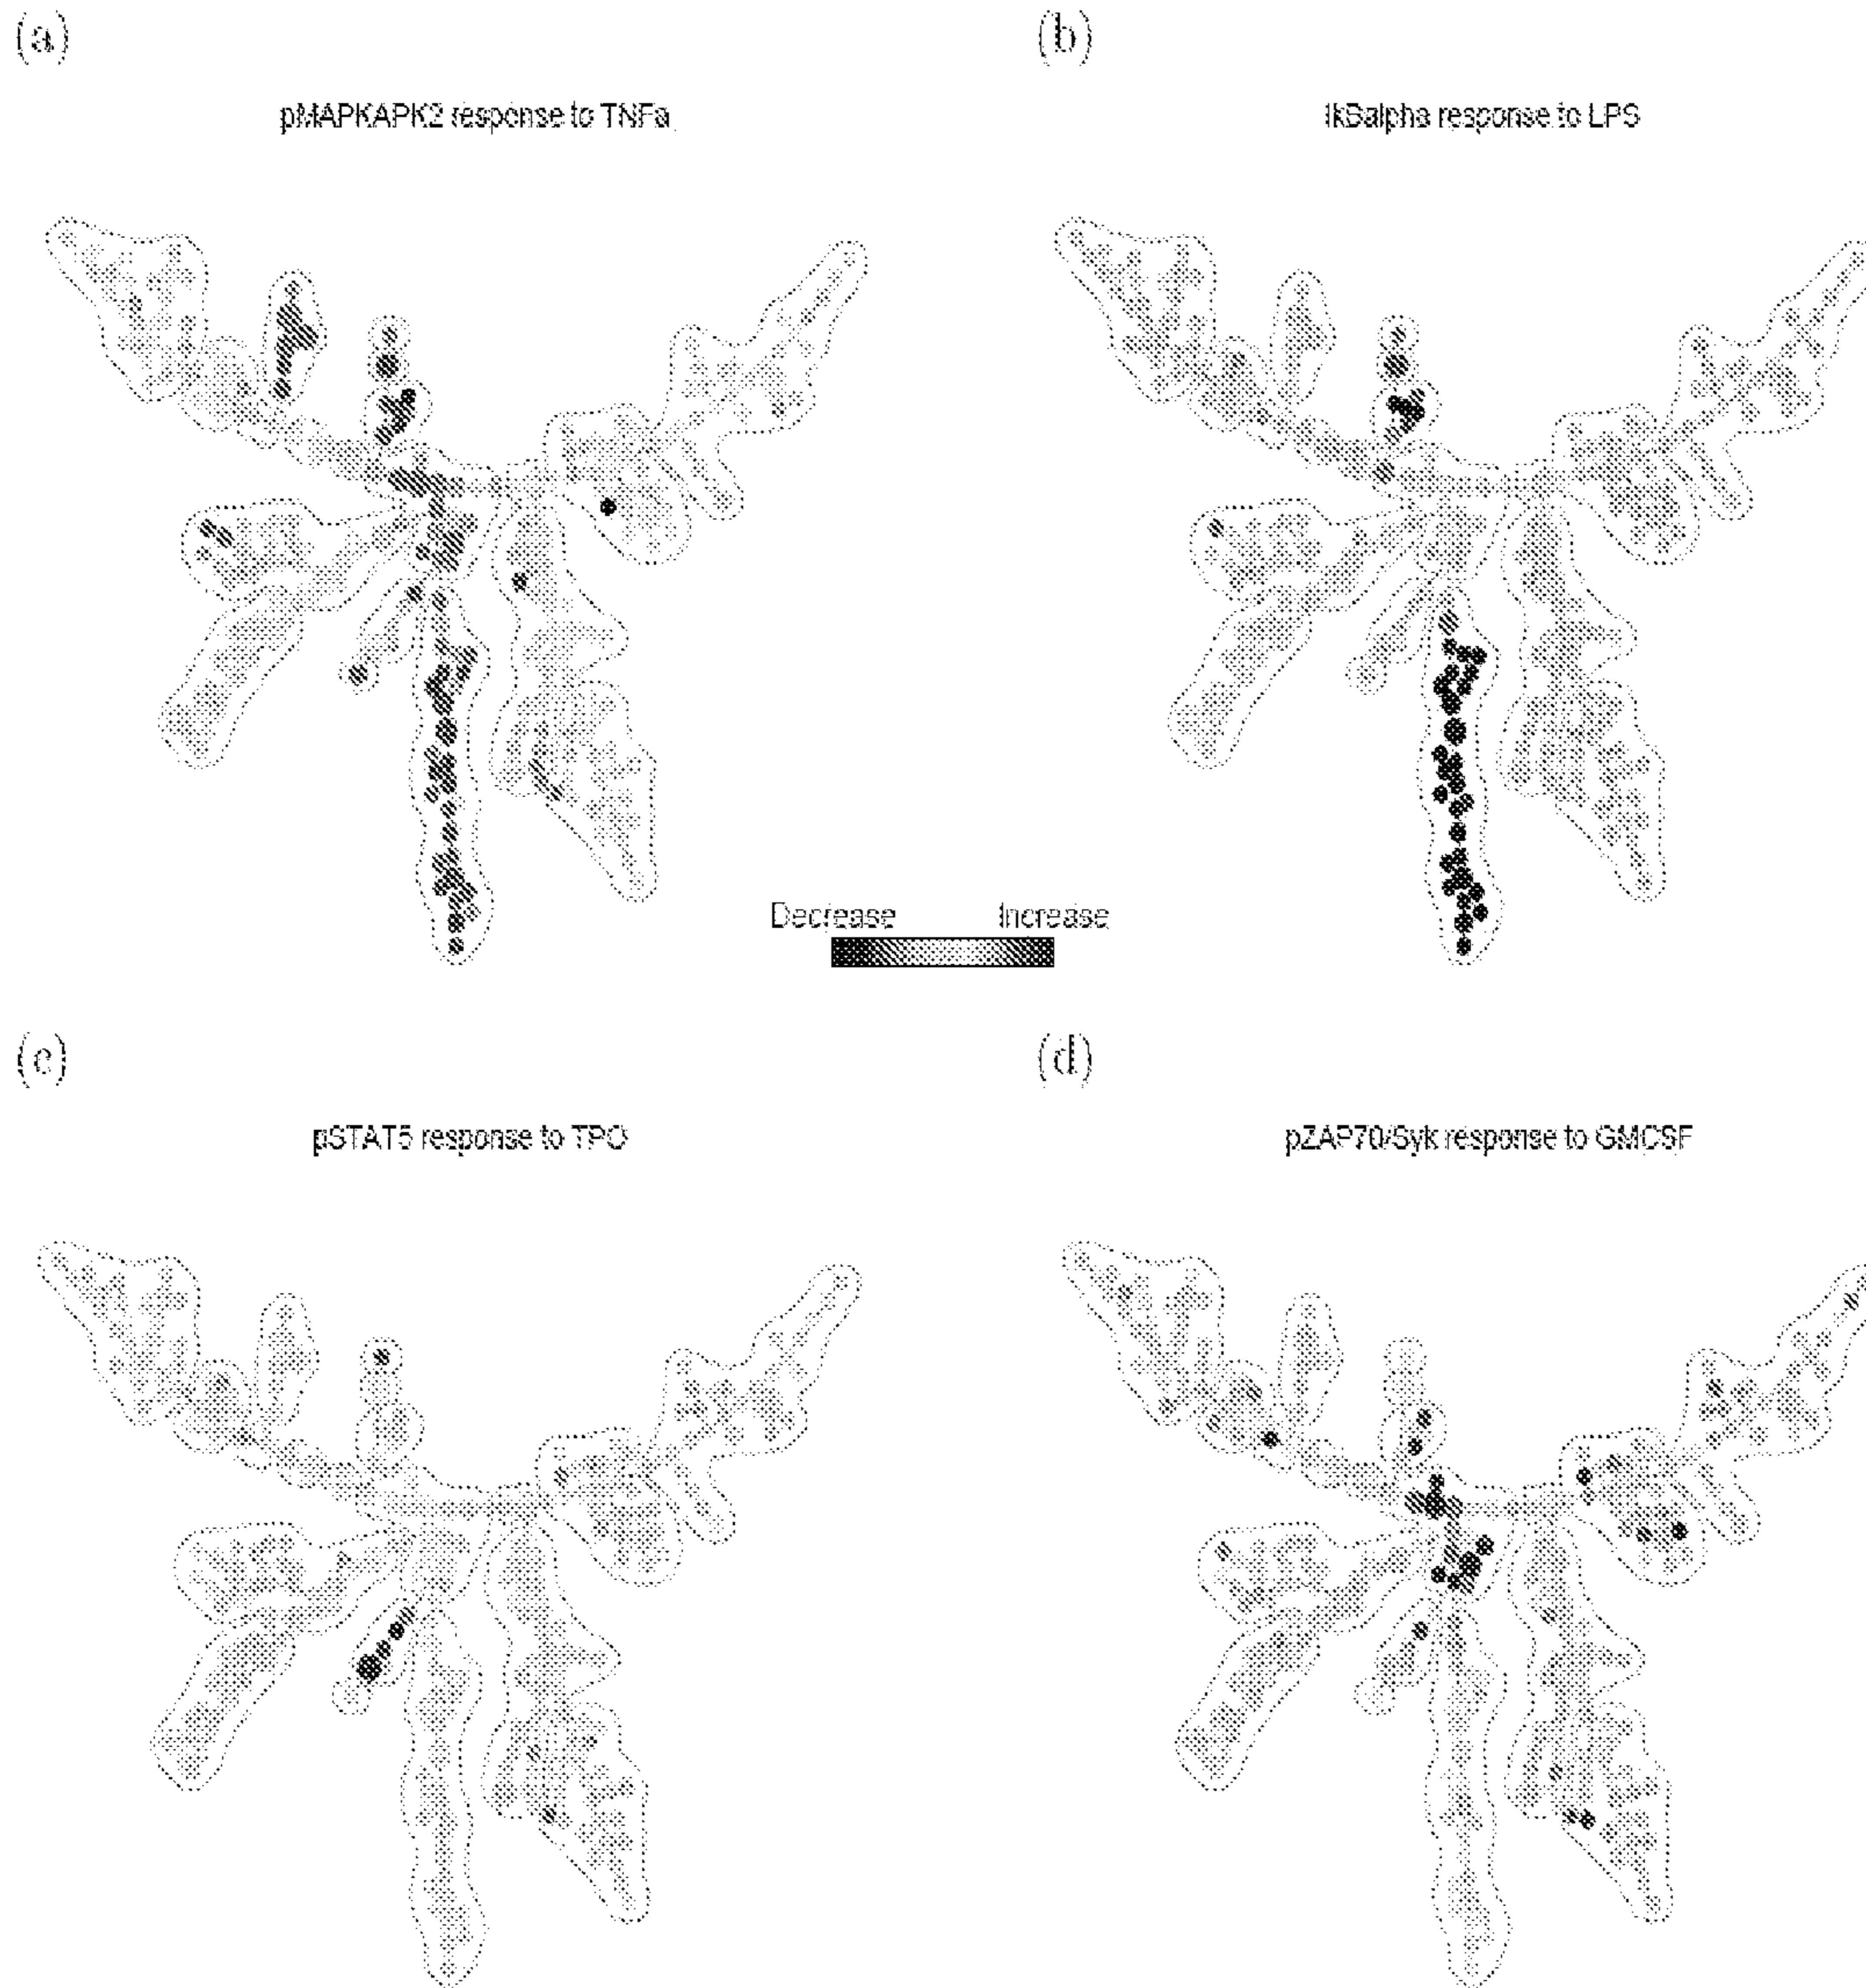 (a)
(b)
pMAPKAPK2 response to TNFa
IkBalpha response to LPS
Decrease Increase
(c)
(d)
pSTAT5 response to TPO
pZAP70/Syk response to GMCSF